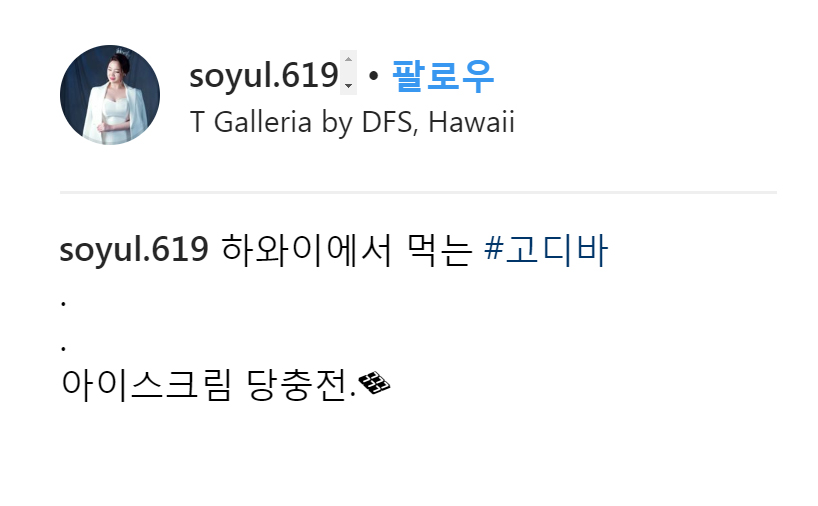 soyul.619 • 팔로우
T Galleria by DFS, Hawaii
soyul.619 하와이에서 먹는 #고디바
.
.
아이스크림 당충전.